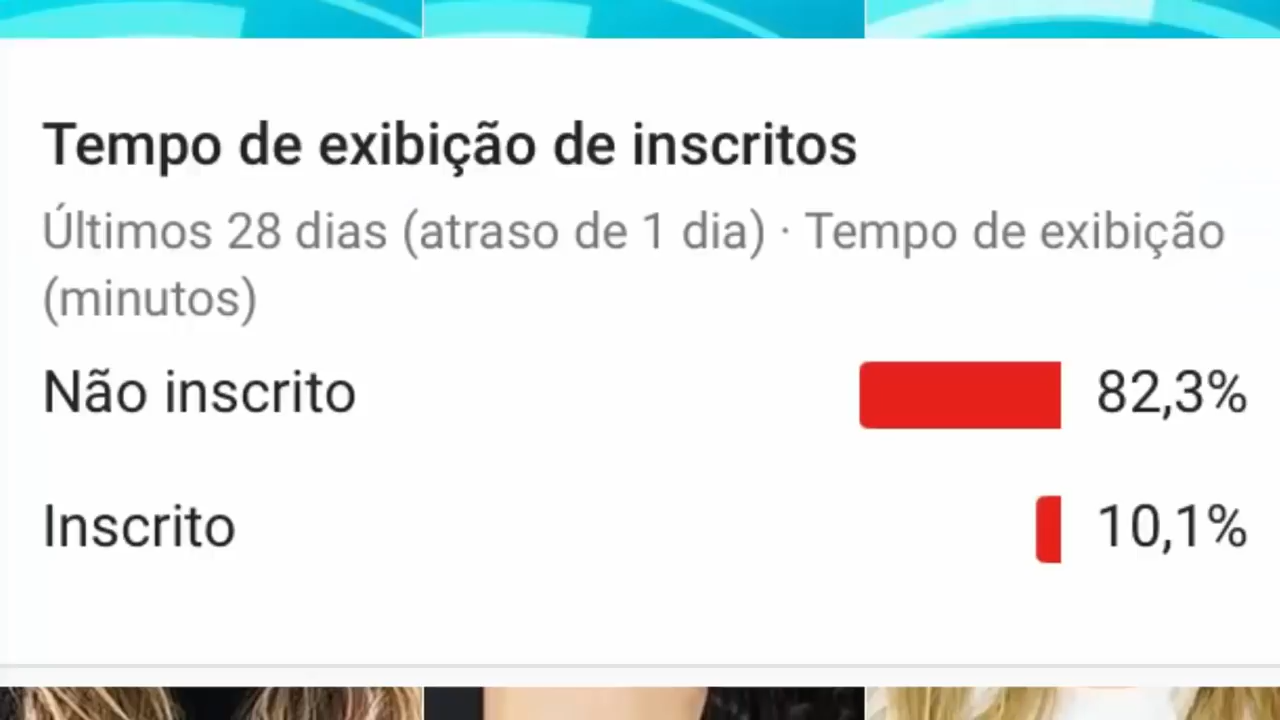 Tempo de exibição de inscritos
Últimos 28 dias (atraso de 1 dia) · Tempo de exibição
(minutos)
Não inscrito 82,3%
Inscrito 10,1%